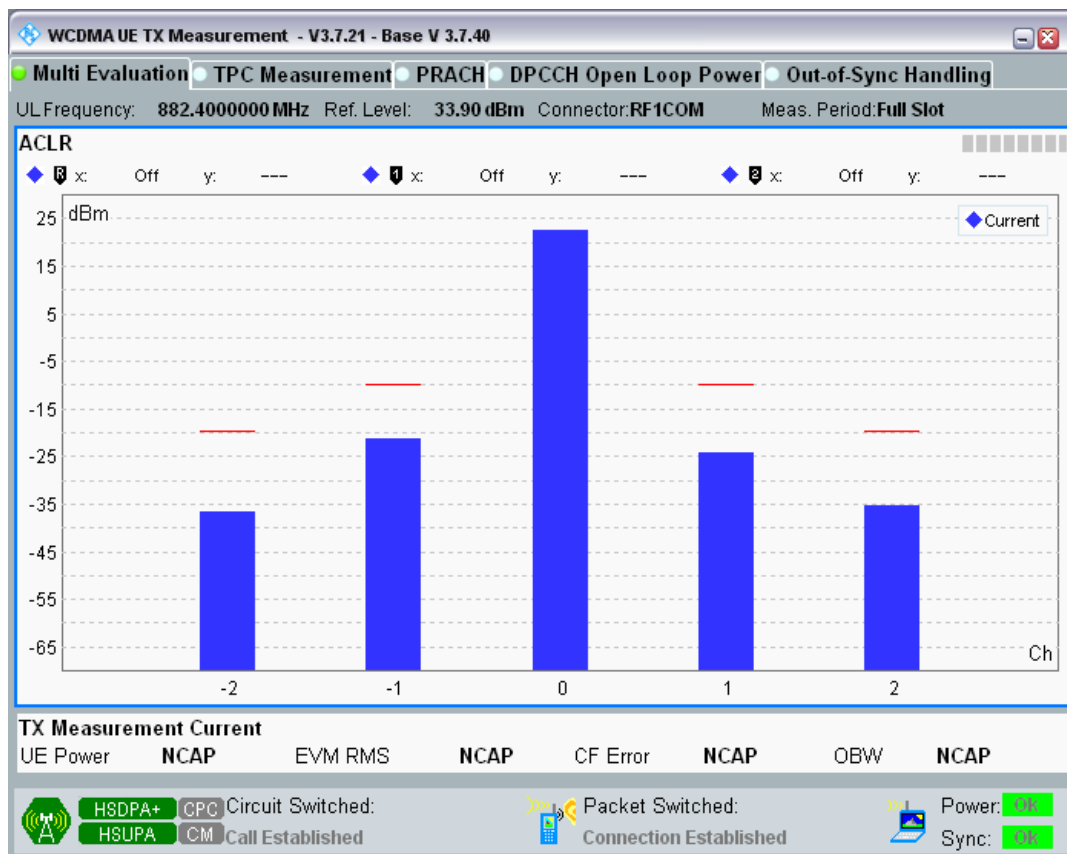 WCDMA UE TX Measurement - V3.7.21 - Base V 3.7.40
Multi Evaluation TPC Measurement PRACH DPCCH Open Loop Power Out-of-Sync Handling
UL Frequency: 882.4000000 MHz Ref. Level: 33.90 dBm Connector:RF1COM Meas. Period:Full Slot
ACLR
R x: Off y: --- 1 x: Off y: --- 2 x: Off y: ---
dBm
Current
25
15
5
-5
-15
-25
-35
-45
-55
-65
Ch
-2 -1 0 1 2
TX Measurement Current
UE Power NCAP EVM RMS NCAP CF Error NCAP OBW NCAP
HSDPA+ CPC Circuit Switched: Packet Switched: Power: Ok
HSUPA CM Call Established Connection Established Sync: Ok